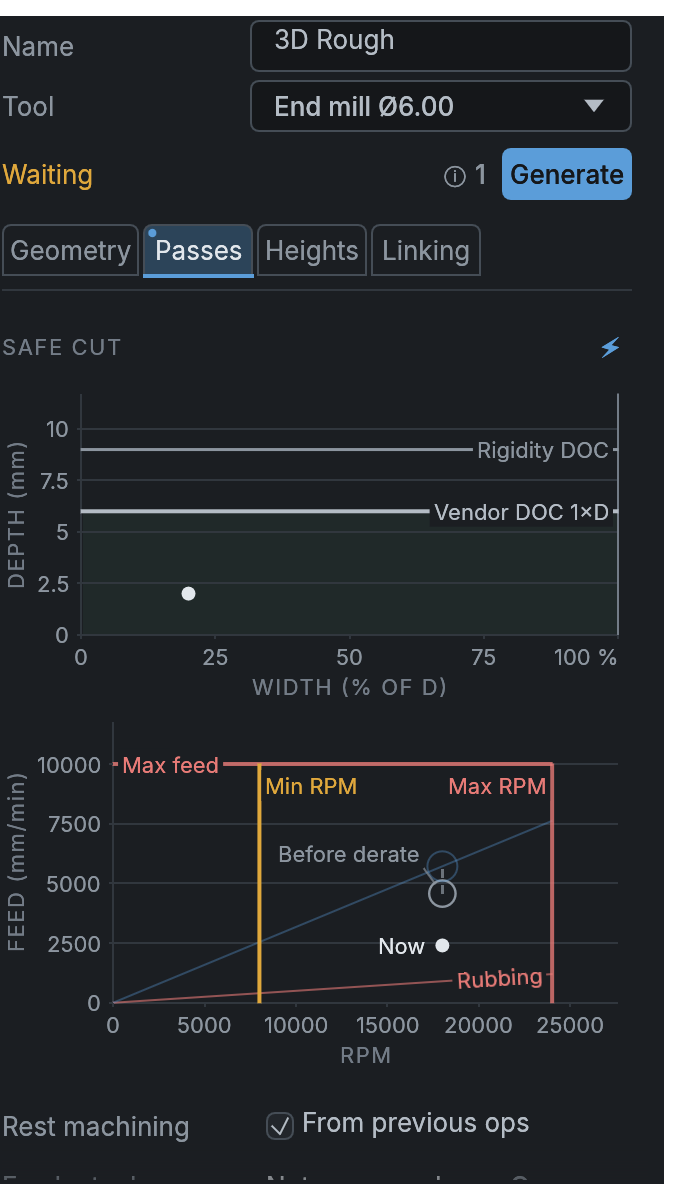 Name 3D Rough
Tool End mill Ø6.00
Waiting 1 Generate
Geometry Passes Heights Linking
SAFE CUT
DEPTH (mm)
10
7.5
5
2.5
0
Rigidity DOC
Vendor DOC 1×D
0 25 50 75 100 %
WIDTH (% OF D)
FEED (mm/min)
10000
7500
5000
2500
0
Max feed
Min RPM Max RPM
Before derate
Now
Rubbing
0 5000 10000 15000 20000 25000
RPM
Rest machining From previous ops